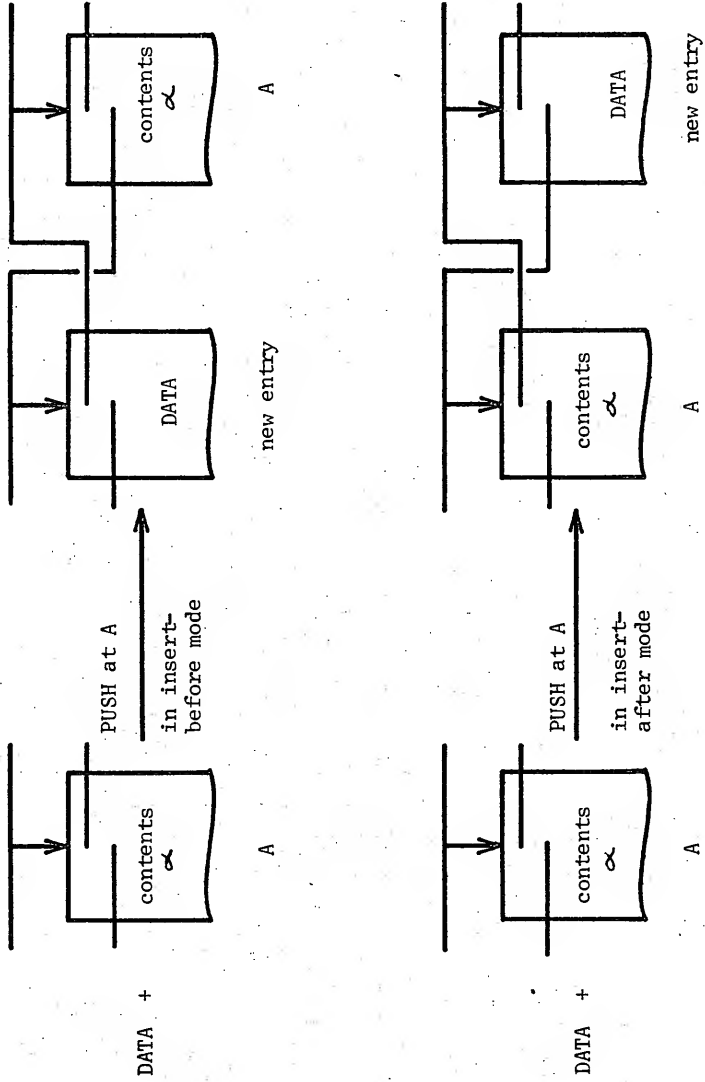 DATA +
contents
α
A
PUSH at A
in insert-
before mode
DATA
new entry
contents
α
A
DATA +
contents
α
A
PUSH at A
in insert-
after mode
contents
α
A
DATA
new entry